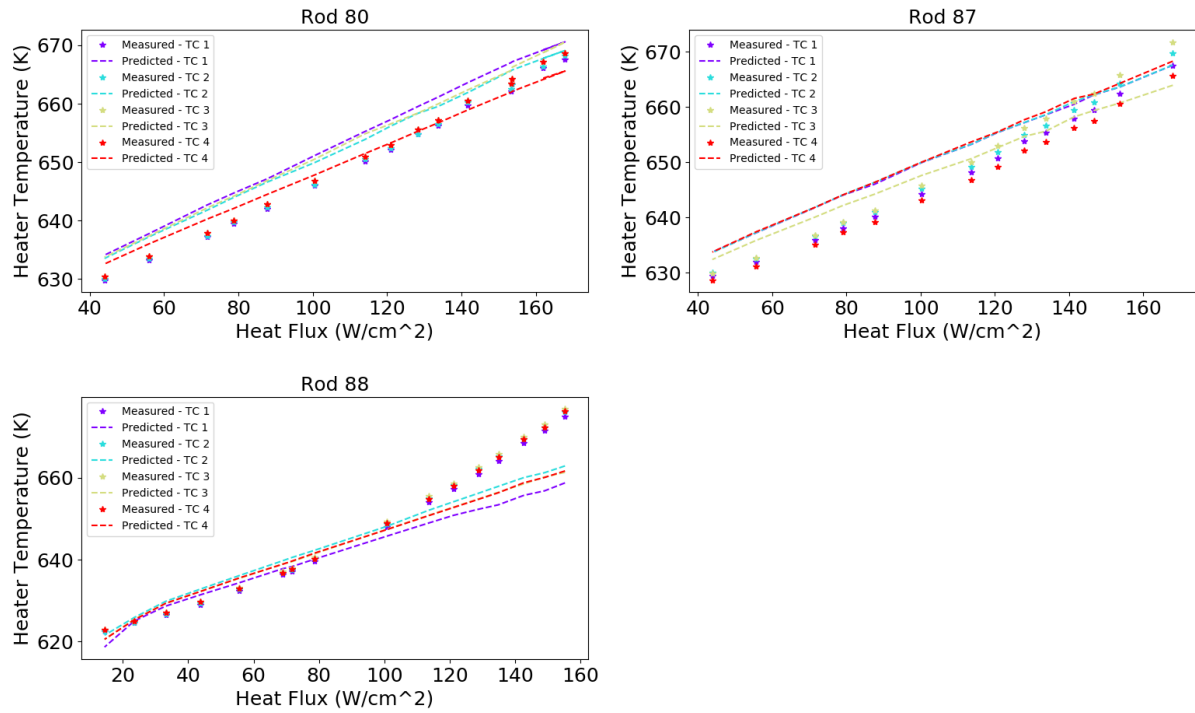 Rod 80
Heater Temperature (K)
670
660
650
640
630
Measured - TC 1
Predicted - TC 1
Measured - TC 2
Predicted - TC 2
Measured - TC 3
Predicted - TC 3
Measured - TC 4
Predicted - TC 4
40 60 80 100 120 140 160
Heat Flux (W/cm^2)
Rod 87
Heater Temperature (K)
670
660
650
640
630
Measured - TC 1
Predicted - TC 1
Measured - TC 2
Predicted - TC 2
Measured - TC 3
Predicted - TC 3
Measured - TC 4
Predicted - TC 4
40 60 80 100 120 140 160
Heat Flux (W/cm^2)
Rod 88
Heater Temperature (K)
660
640
620
Measured - TC 1
Predicted - TC 1
Measured - TC 2
Predicted - TC 2
Measured - TC 3
Predicted - TC 3
Measured - TC 4
Predicted - TC 4
20 40 60 80 100 120 140 160
Heat Flux (W/cm^2)